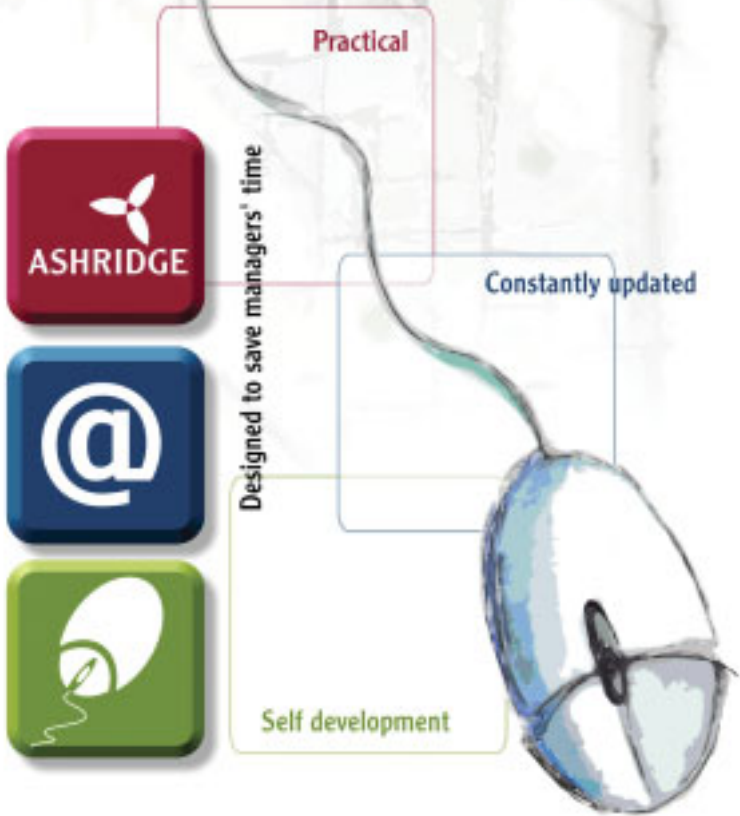 Practical
ASHRIDGE
Designed to save managers' time
Constantly updated
@
Self development